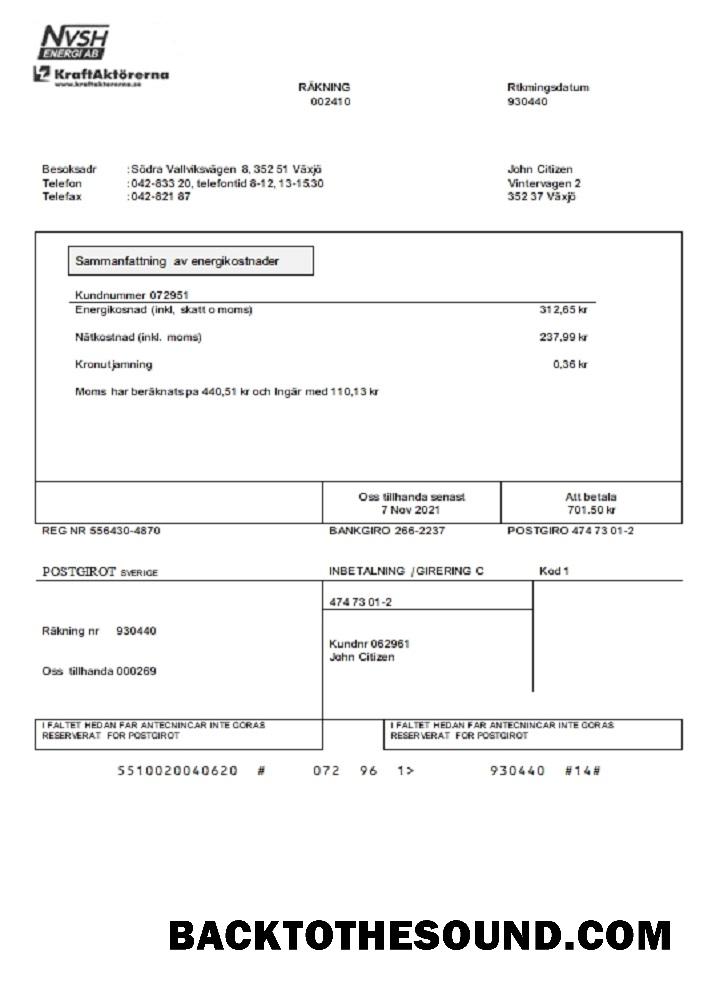 NVSH
ENERGI AB
KraftAktörerna
www.kraftaktorerna.se
RÄKNING
002410
Rtkmingsdatum
930440
Besoksadr :Södra Vallviksvägen 8, 352 51 Växjö
Telefon :042-833 20, telefontid 8-12, 13-15.30
Telefax :042-821 87
John Citizen
Vintervagen 2
352 37 Växjö
Sammanfattning av energikostnader
Kundnummer 072951
Energikosnad (inkl, skatt o moms) 312,65 kr
Nätkostnad (inkl. moms) 237,99 kr
Kronutjamning 0,36 kr
Moms har beräknats pa 440,51 kr och Ingär med 110,13 kr
Oss tillhanda senast
7 Nov 2021
Att betala
701.50 kr
REG NR 556430-4870 BANKGIRO 266-2237 POSTGIRO 474 73 01-2
POSTGIROT SVERIGE INBETALNING /GIRERING C Kod 1
474 73 01-2
Räkning nr 930440
Kundnr 062961
John Citizen
Oss tillhanda 000269
I FALTET HEDAN FAR ANTECNINCAR INTE GORAS
RESERVERAT FOR POSTGIROT
I FALTET HEDAN FAR ANTECNINCAR INTE GORAS
RESERVERAT FOR POSTGIROT
5510020040620 # 072 96 1> 930440 #14#
BACKTOTHESOUND.COM